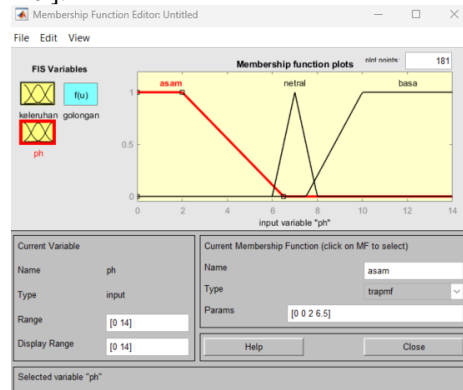 Membership Function Editor: Untitled
File Edit View
FIS Variables
f(u)
keleruhan golongan
ph
Membership function plots
plot points:
181
asam
netral
basa
1
0.5
0
0 2 4 6 8 10 12 14
input variable "ph"
Current Variable
Name ph
Type input
Range [0 14]
Display Range [0 14]
Current Membership Function (click on MF to select)
Name asam
Type trapmf
Params [0 0 2 6.5]
Help Close
Selected variable "ph"